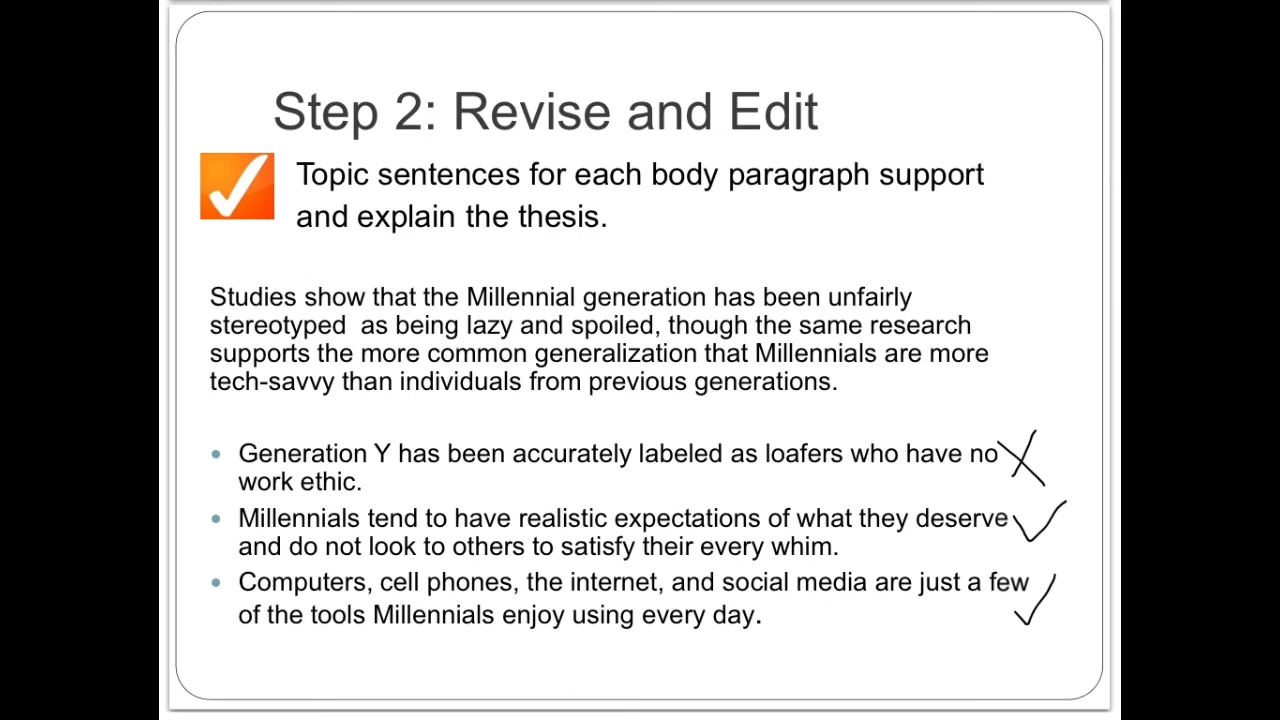 Step 2: Revise and Edit
Topic sentences for each body paragraph support
and explain the thesis.
Studies show that the Millennial generation has been unfairly
stereotyped  as being lazy and spoiled, though the same research
supports the more common generalization that Millennials are more
tech-savvy than individuals from previous generations.
• Generation Y has been accurately labeled as loafers who have no
work ethic.
• Millennials tend to have realistic expectations of what they deserve
and do not look to others to satisfy their every whim.
• Computers, cell phones, the internet, and social media are just a few
of the tools Millennials enjoy using every day.